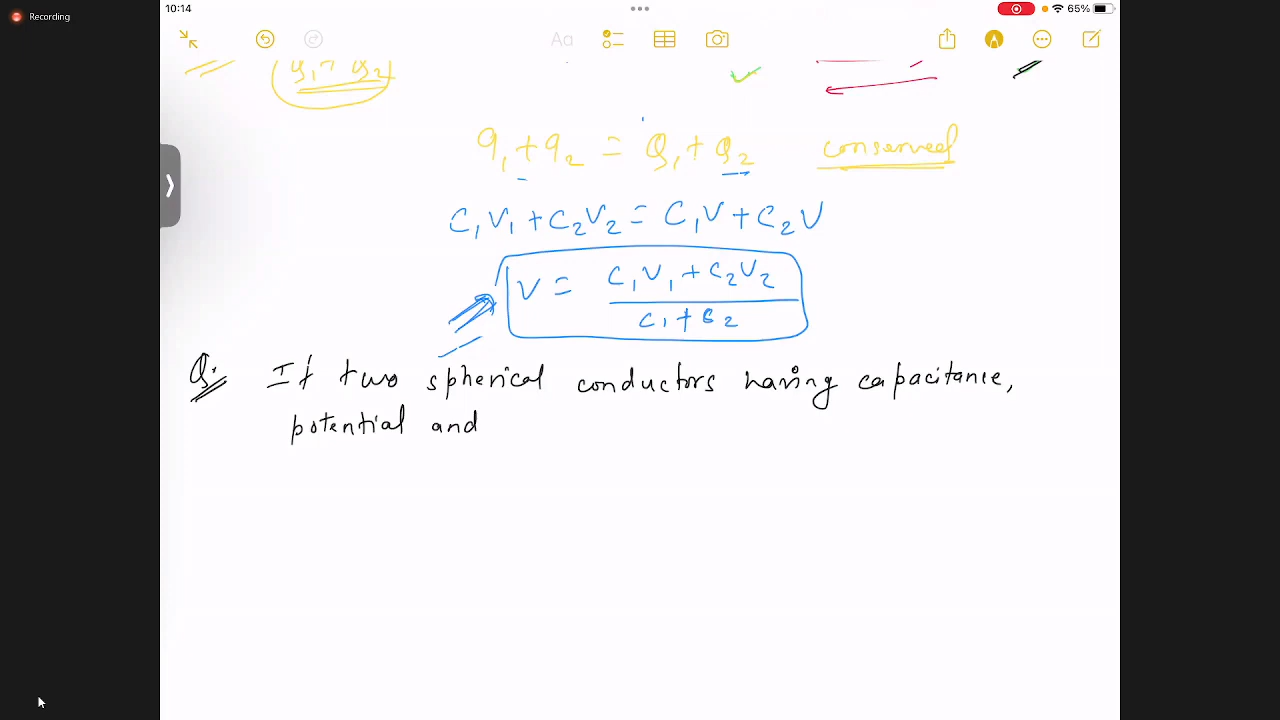 Recording
10:14
65%
Aa
q₁ + q₂ = Q₁ + Q₂ conserved
C₁V₁ + C₂V₂ = C₁V + C₂V
V = C₁V₁ + C₂V₂
C₁ + C₂
Q. If two spherical conductors having capacitance,
potential and